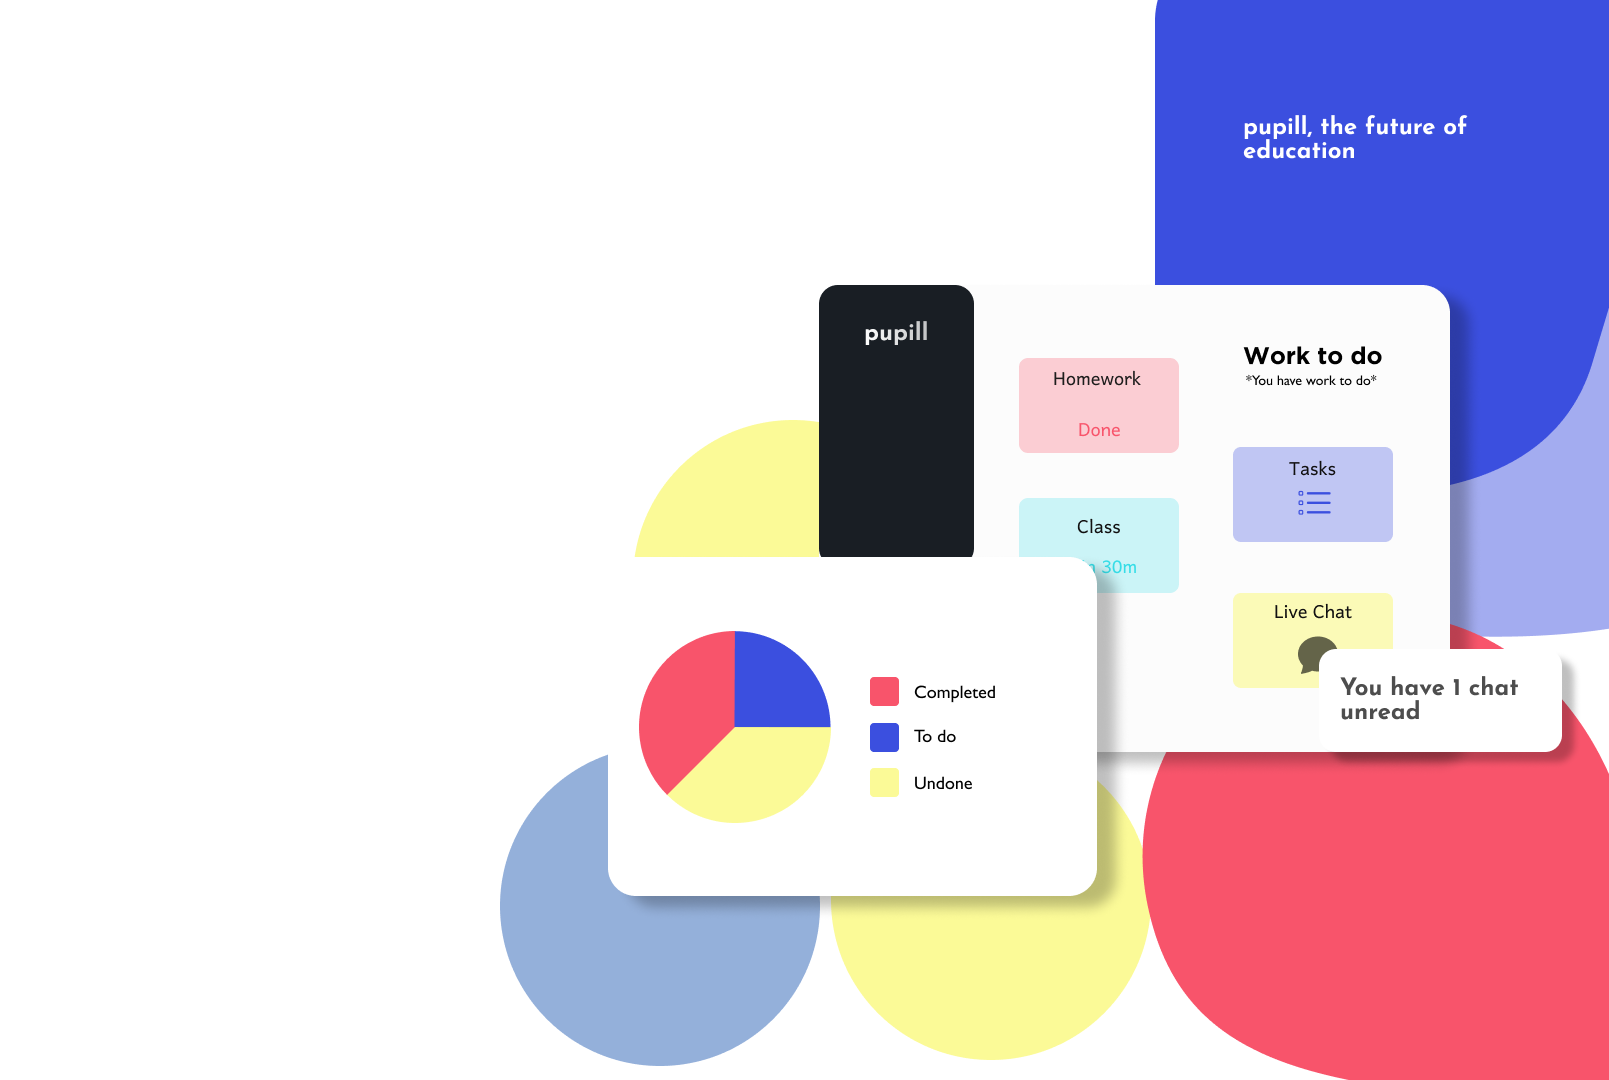 pupill, the future of
education
pupill
Work to do
*You have work to do*
Homework
Done
Tasks
Class
30m
Live Chat
You have 1 chat
unread
Completed
To do
Undone